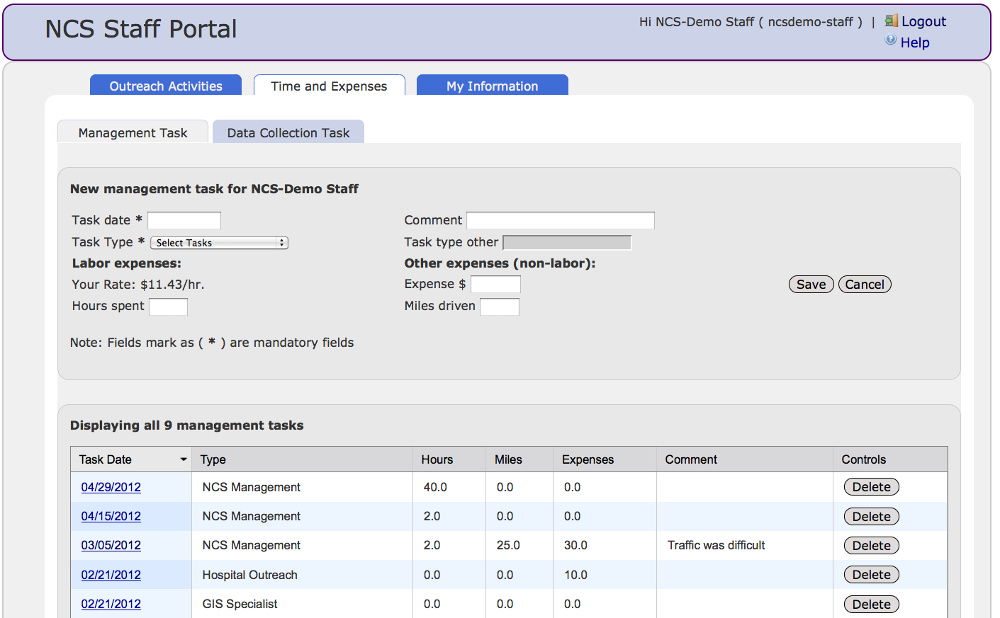 NCS Staff Portal
Hi NCS-Demo Staff ( ncsdemo-staff ) | Logout
Help
Outreach Activities Time and Expenses My Information
Management Task Data Collection Task
New management task for NCS-Demo Staff
Task date * Comment
Task Type * Select Tasks Task type other
Labor expenses: Other expenses (non-labor):
Your Rate: $11.43/hr. Expense $ Save Cancel
Hours spent Miles driven
Note: Fields mark as ( * ) are mandatory fields
Displaying all 9 management tasks
Task Date Type Hours Miles Expenses Comment Controls
04/29/2012 NCS Management 40.0 0.0 0.0 Delete
04/15/2012 NCS Management 2.0 0.0 0.0 Delete
03/05/2012 NCS Management 2.0 25.0 30.0 Traffic was difficult Delete
02/21/2012 Hospital Outreach 0.0 0.0 10.0 Delete
02/21/2012 GIS Specialist 0.0 0.0 0.0 Delete